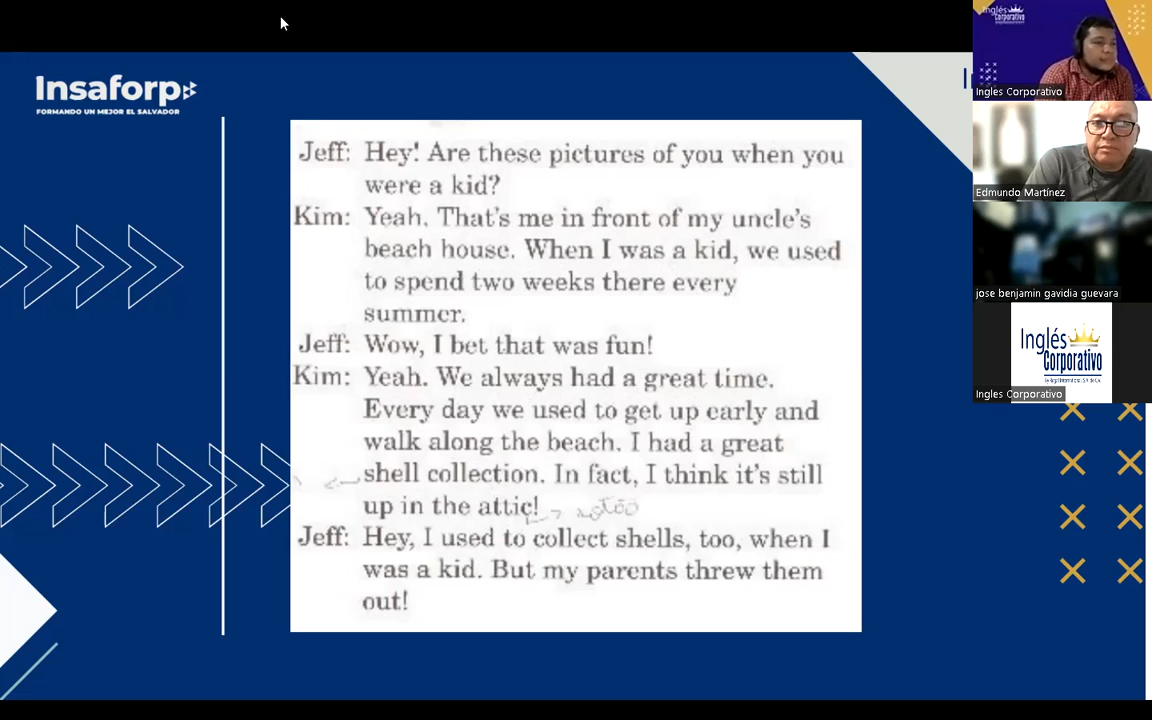 Insaforp
FORMANDO UN MEJOR EL SALVADOR
Jeff: Hey! Are these pictures of you when you
were a kid?
Kim: Yeah. That's me in front of my uncle's
beach house. When I was a kid, we used
to spend two weeks there every
summer.
Jeff: Wow, I bet that was fun!
Kim: Yeah. We always had a great time.
Every day we used to get up early and
walk along the beach. I had a great
shell collection. In fact, I think it's still
up in the attic!
Jeff: Hey, I used to collect shells, too, when I
was a kid. But my parents threw them
out!
Inglés
Corporativo
Ingles Corporativo
Edmundo Martínez
jose benjamin gavidia guevara
Inglés
Corporativo
Ingles Corporativo